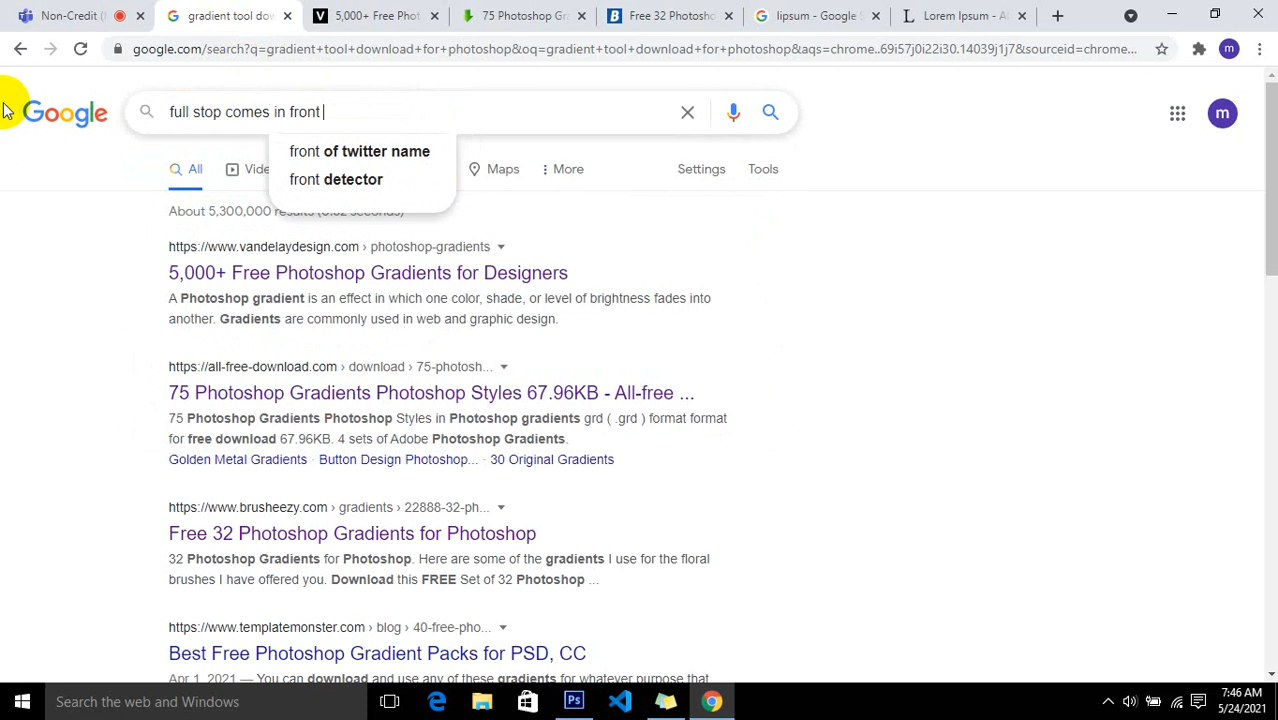 Non-Credit (
gradient tool dow
5,000+ Free Phot
75 Photoshop Gra
Free 32 Photosho
lipsum - Google S
Lorem Ipsum - Al
google.com/search?q=gradient+tool+download+for+photoshop&oq=gradient+tool+download+for+photoshop&aqs=chrome..69i57j0i22i30.14039j1j7&sourceid=chrome...
m
Google
full stop comes in front
m
front of twitter name
front detector
All
Vide
Maps
More
Settings
Tools
About 5,300,000 results (0.62 seconds)
https://www.vandelaydesign.com › photoshop-gradients
5,000+ Free Photoshop Gradients for Designers
A Photoshop gradient is an effect in which one color, shade, or level of brightness fades into
another. Gradients are commonly used in web and graphic design.
https://all-free-download.com › download › 75-photosh...
75 Photoshop Gradients Photoshop Styles 67.96KB - All-free ...
75 Photoshop Gradients Photoshop Styles in Photoshop gradients grd ( .grd ) format format
for free download 67.96KB. 4 sets of Adobe Photoshop Gradients.
Golden Metal Gradients · Button Design Photoshop... · 30 Original Gradients
https://www.brusheezy.com › gradients › 22888-32-ph...
Free 32 Photoshop Gradients for Photoshop
32 Photoshop Gradients for Photoshop. Here are some of the gradients I use for the floral
brushes I have offered you. Download this FREE Set of 32 Photoshop ...
https://www.templatemonster.com › blog › 40-free-pho...
Best Free Photoshop Gradient Packs for PSD, CC
Apr 1, 2021 — You can download and use any of these gradients for whatever purpose that
Search the web and Windows
Ps
7:46 AM
5/24/2021